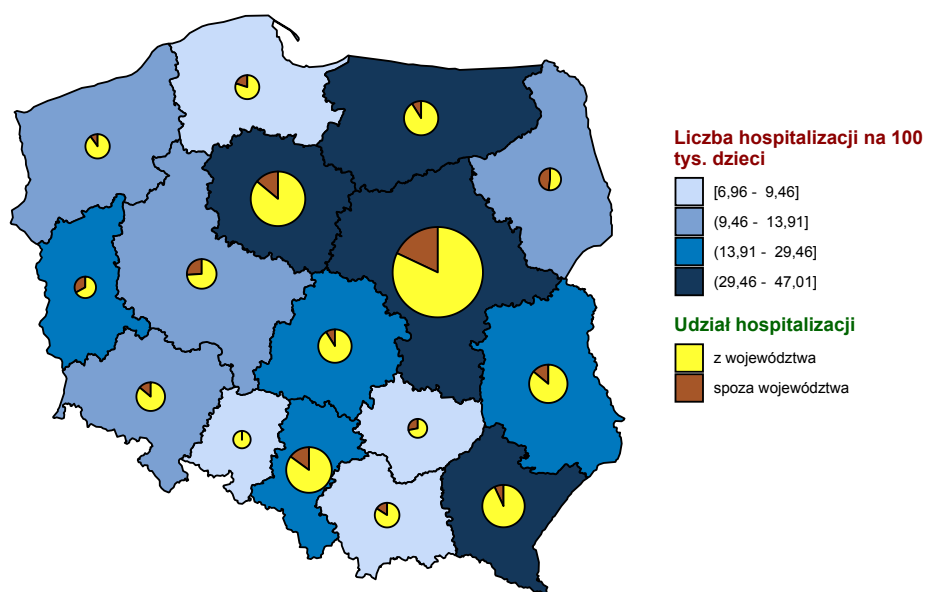 Liczba hospitalizacji na 100
tys. dzieci
[6,96 - 9,46]
(9,46 - 13,91]
(13,91 - 29,46]
(29,46 - 47,01]
Udział hospitalizacji
z województwa
spoza województwa